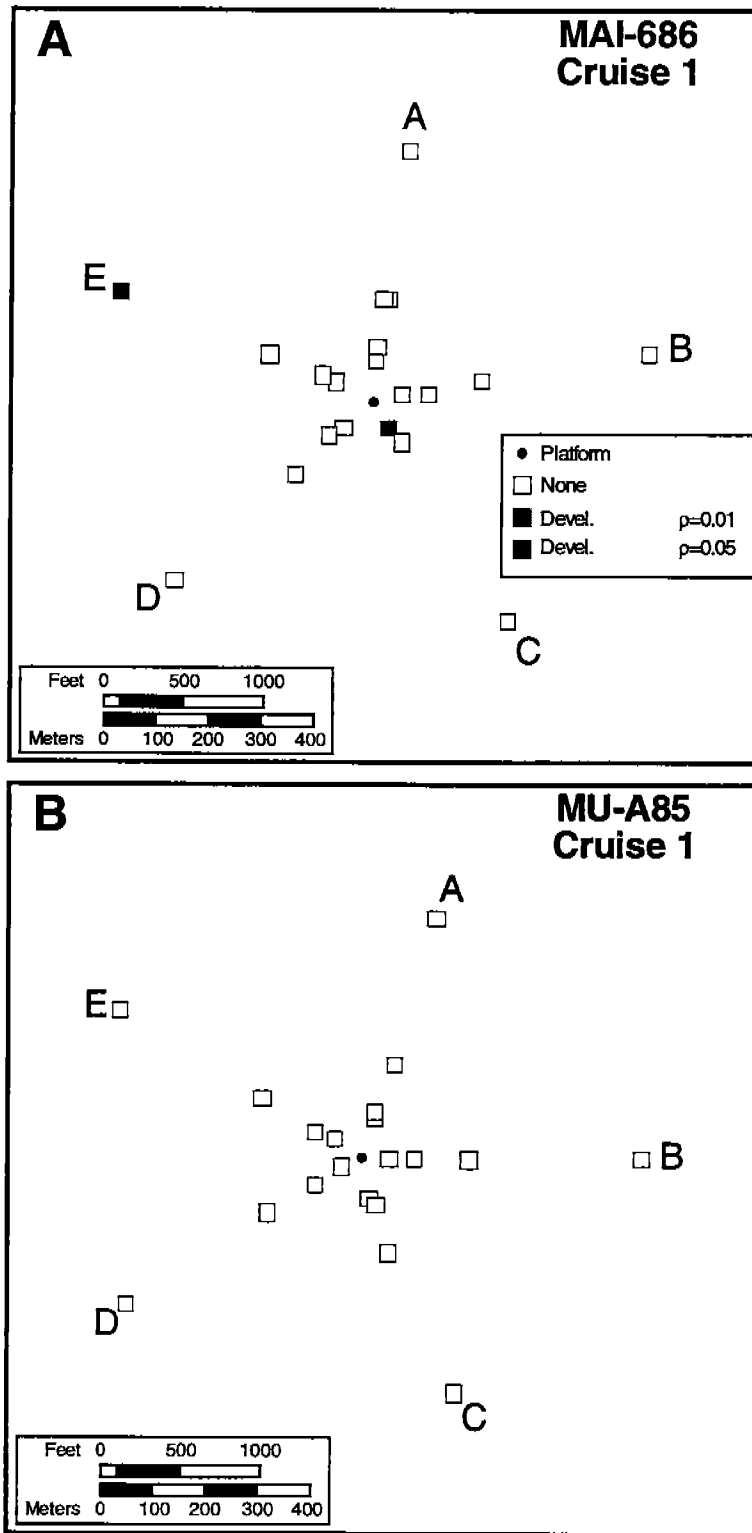 A
MAI-686
Cruise 1
A
E
B
Platform
None
Devel. ρ=0.01
Devel. ρ=0.05
D
C
Feet 0 500 1000
Meters 0 100 200 300 400
B
MU-A85
Cruise 1
A
E
B
D
C
Feet 0 500 1000
Meters 0 100 200 300 400